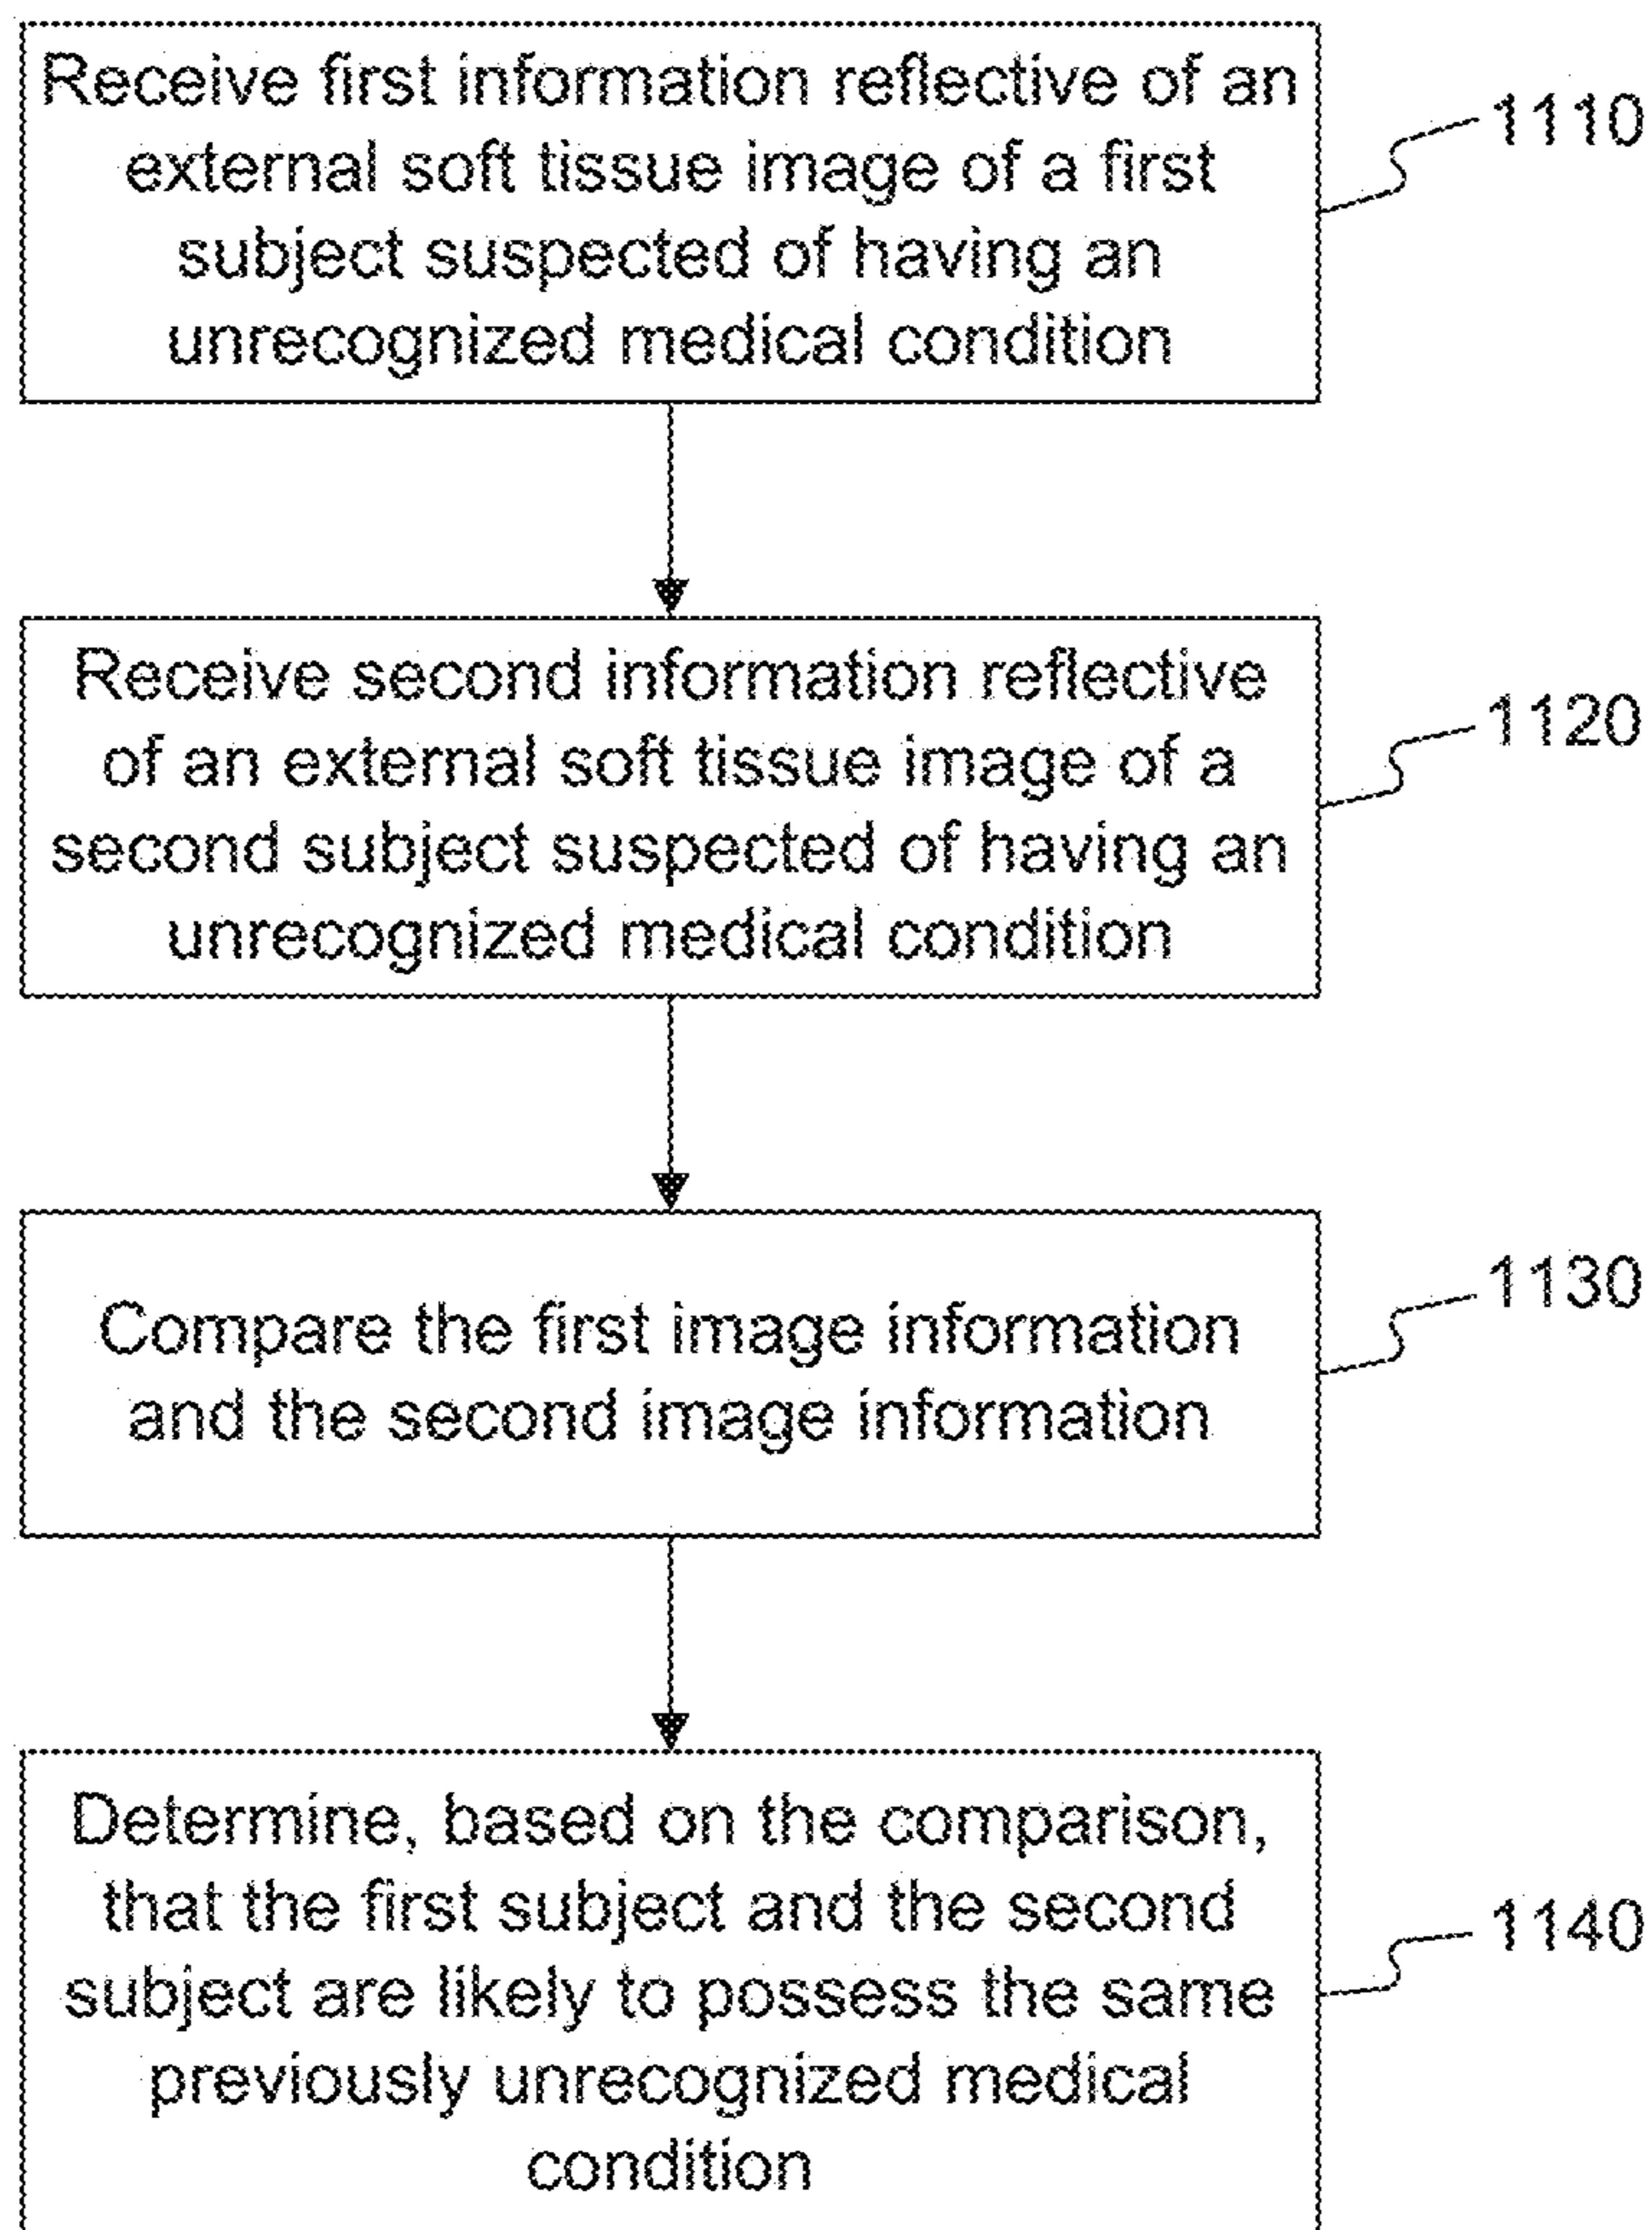 Receive first information reflective of an
external soft tissue image of a first
subject suspected of having an
unrecognized medical condition
1110
Receive second information reflective
of an external soft tissue image of a
second subject suspected of having an
unrecognized medical condition
1120
Compare the first image information
and the second image information
1130
Determine, based on the comparison,
that the first subject and the second
subject are likely to possess the same
previously unrecognized medical
condition
1140